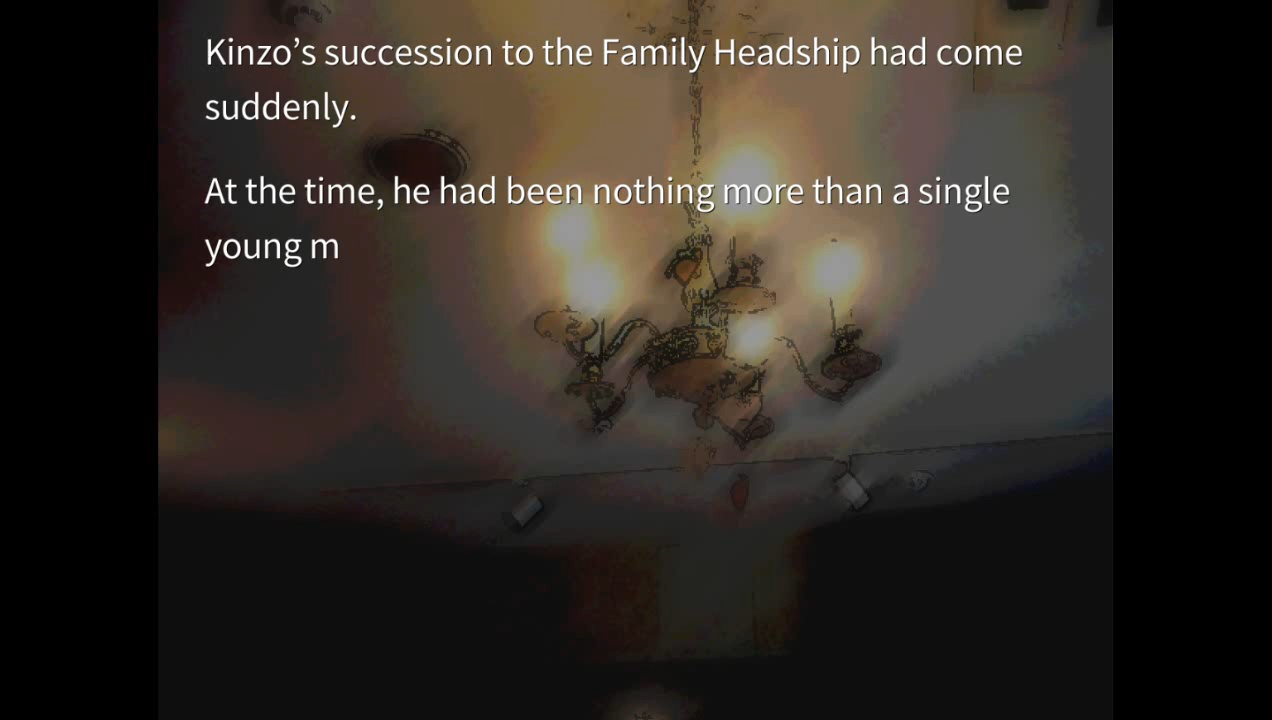 Kinzo’s succession to the Family Headship had come
suddenly.
At the time, he had been nothing more than a single
young m